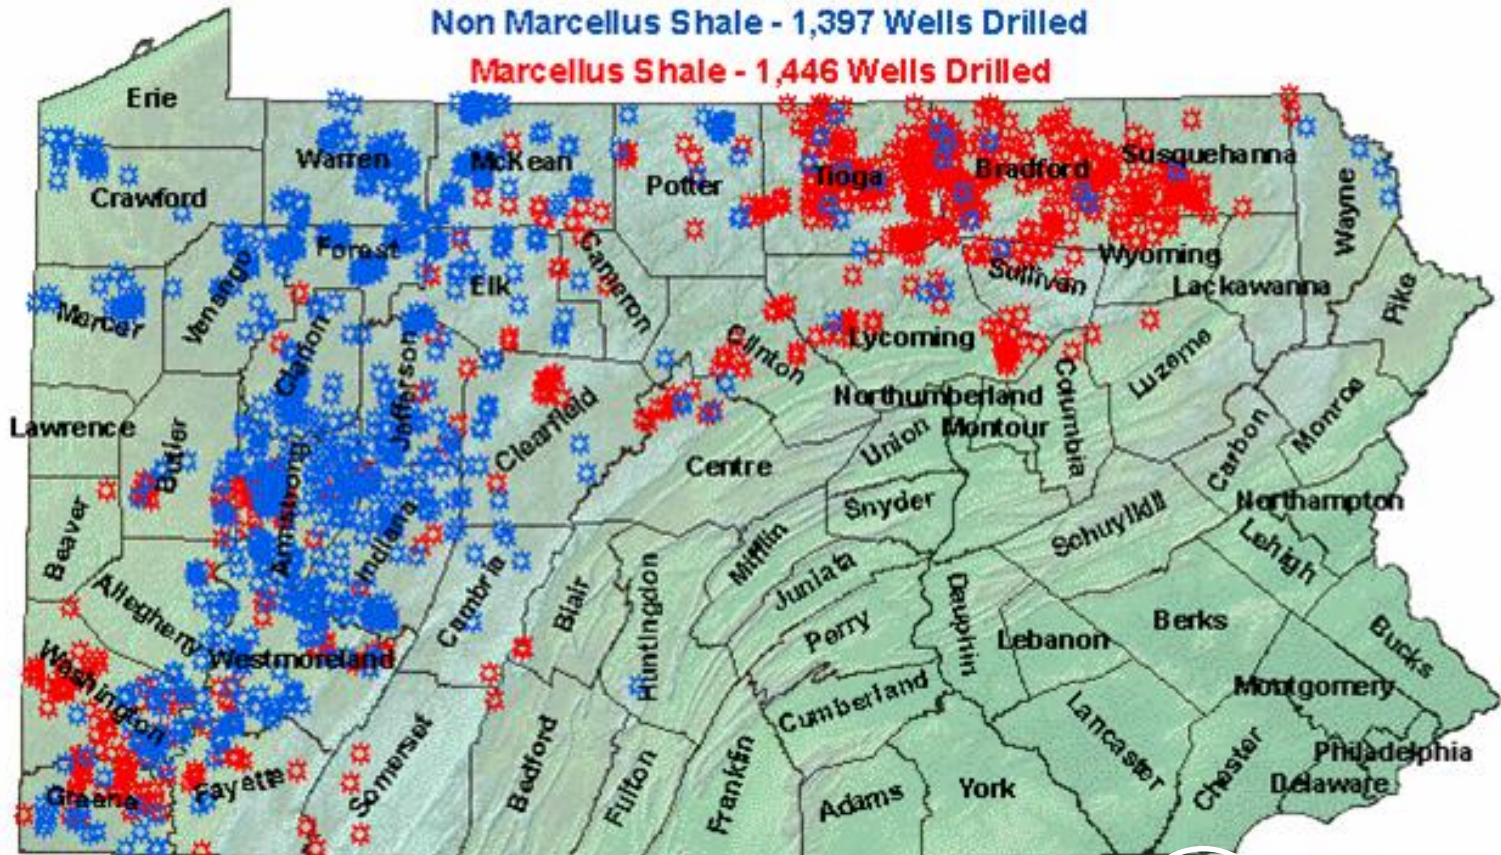 Non Marcellus Shale - 1,397 Wells Drilled
Marcellus Shale - 1,446 Wells Drilled
Erie
Warren
McKean
Potter
Tioga
Bradford
Susquehanna
Crawford
Wayne
Forest
Cameron
Sullivan
Wyoming
Venango
Elk
Lackawanna
Pike
Mercer
Clarion
Jefferson
Clinton
Lycoming
Luzerne
Lawrence
Butler
Clearfield
Northumberland
Columbia
Monroe
Union
Montour
Carbon
Centre
Armstrong
Snyder
Northampton
Beaver
Indiana
Mifflin
Schuylkill
Lehigh
Allegheny
Cambria
Blair
Huntingdon
Juniata
Perry
Dauphin
Lebanon
Berks
Bucks
Washington
Westmoreland
Cumberland
Montgomery
Somerset
Bedford
Fulton
Franklin
Lancaster
Chester
Philadelphia
Greene
Fayette
Adams
York
Delaware